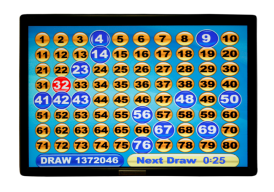 1 2 3 4 5 6 7 8 9 10
11 12 13 14 15 16 17 18 19 20
21 22 23 24 25 26 27 28 29 30
31 32 33 34 35 36 37 38 39 40
41 42 43 44 45 46 47 48 49 50
51 52 53 54 55 56 57 58 59 60
61 62 63 64 65 66 67 68 69 70
71 72 73 74 75 76 77 78 79 80
DRAW 1372046 Next Draw 0:25